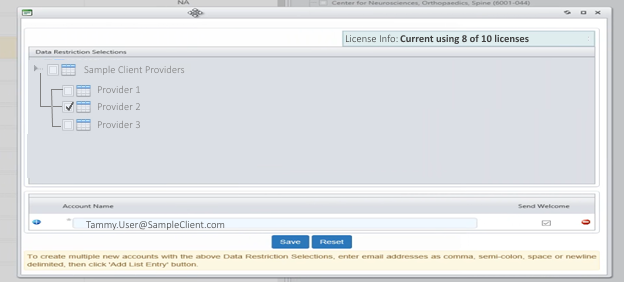 NA
Center for Neurosciences, Orthopaedics, Spine (8001-044)
License Info: Current using 8 of 10 licenses
Data Restriction Selections
Sample Client Providers
Provider 1
Provider 2
Provider 3
Account Name Send Welcome
* Tammy.User@SampleClient.com
Save Reset
To create multiple new accounts with the above Data Restriction Selections, enter email addresses as comma, semi-colon, space or newline
delimited, then click 'Add List Entry' button.